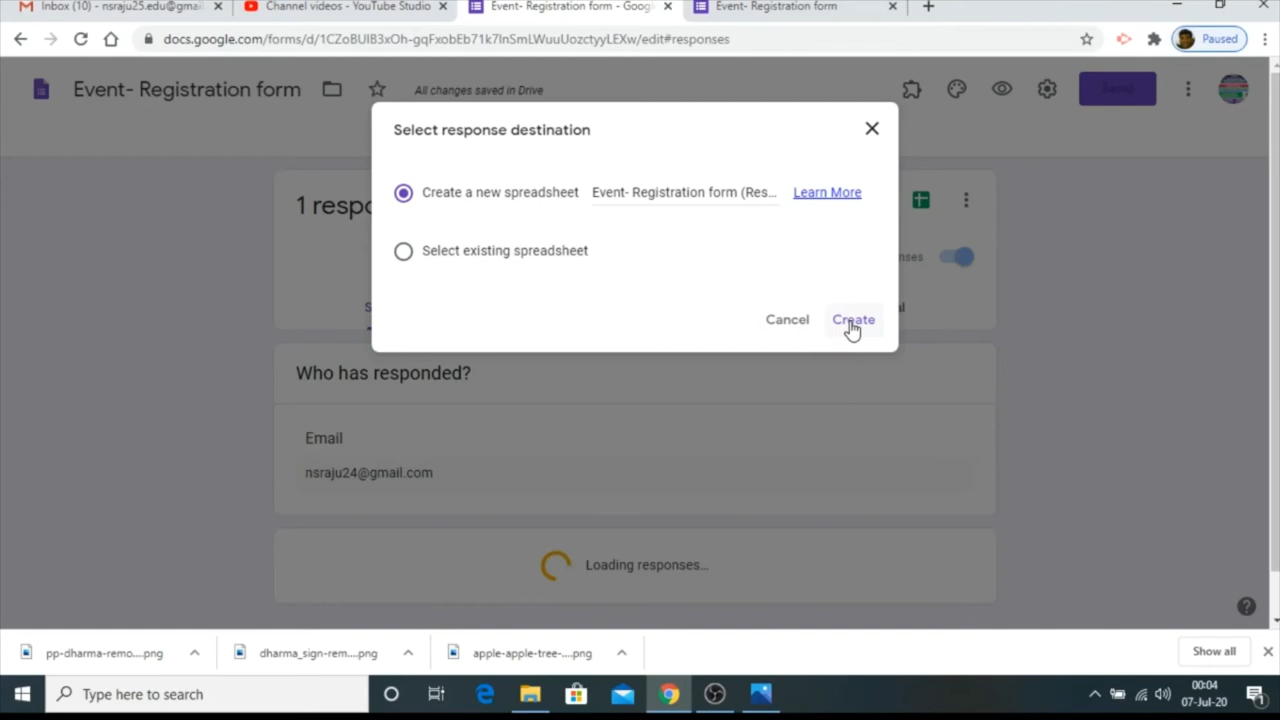 Inbox (10) - nsraju25.edu@gmai
Channel videos - YouTube Studio
Event- Registration form - Goog
Event- Registration form
docs.google.com/forms/d/1CZoBUIB3xOh-gqFxobEb71k7InSmLWuuUozctyyLEXw/edit#responses
Paused
Event- Registration form
All changes saved in Drive
Send
Select response destination
1 respo
Create a new spreadsheet
Event- Registration form (Res...
Learn More
Select existing spreadsheet
nses
Cancel
Create
Who has responded?
Email
nsraju24@gmail.com
Loading responses...
pp-dharma-remo....png
dharma_sign-rem....png
apple-apple-tree-....png
Show all
Type here to search
00:04
07-Jul-20